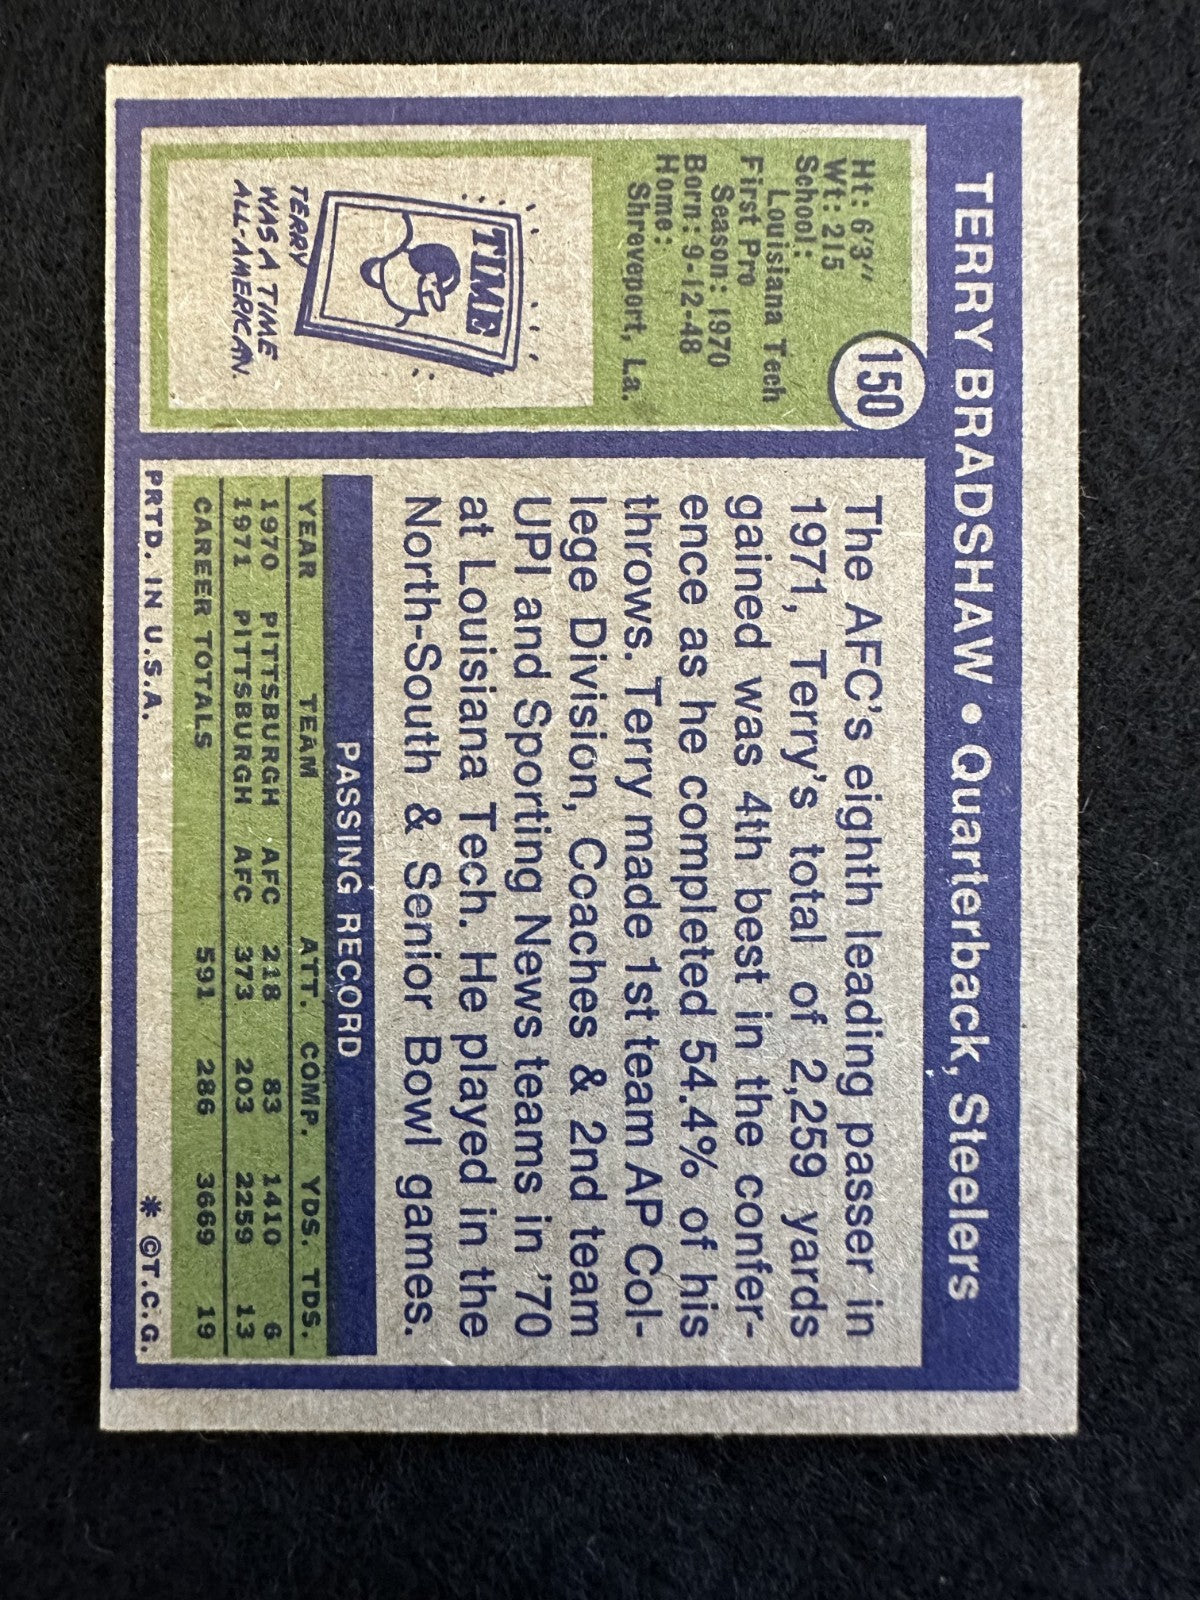 TERRY BRADSHAW • Quarterback, Steelers
150
Ht: 6'3"
Wt: 215
School:
Louisiana Tech
First Pro
Season: 1970
Born: 9-12-48
Home:
Shreveport, La.
TIME
TERRY
WAS A TIME
ALL-AMERICAN.
The AFC's eighth leading passer in
1971, Terry's total of 2,259 yards
gained was 4th best in the confer-
ence as he completed 54.4% of his
throws. Terry made 1st team AP Col-
lege Division, Coaches & 2nd team
UPI and Sporting News teams in '70
at Louisiana Tech. He played in the
North-South & Senior Bowl games.
PASSING RECORD
YEAR TEAM ATT. COMP. YDS. TDS.
1970 PITTSBURGH AFC 218 83 1410 6
1971 PITTSBURGH AFC 373 203 2259 13
CAREER TOTALS 591 286 3669 19
PRTD. IN U.S.A. * ©T.C.G.